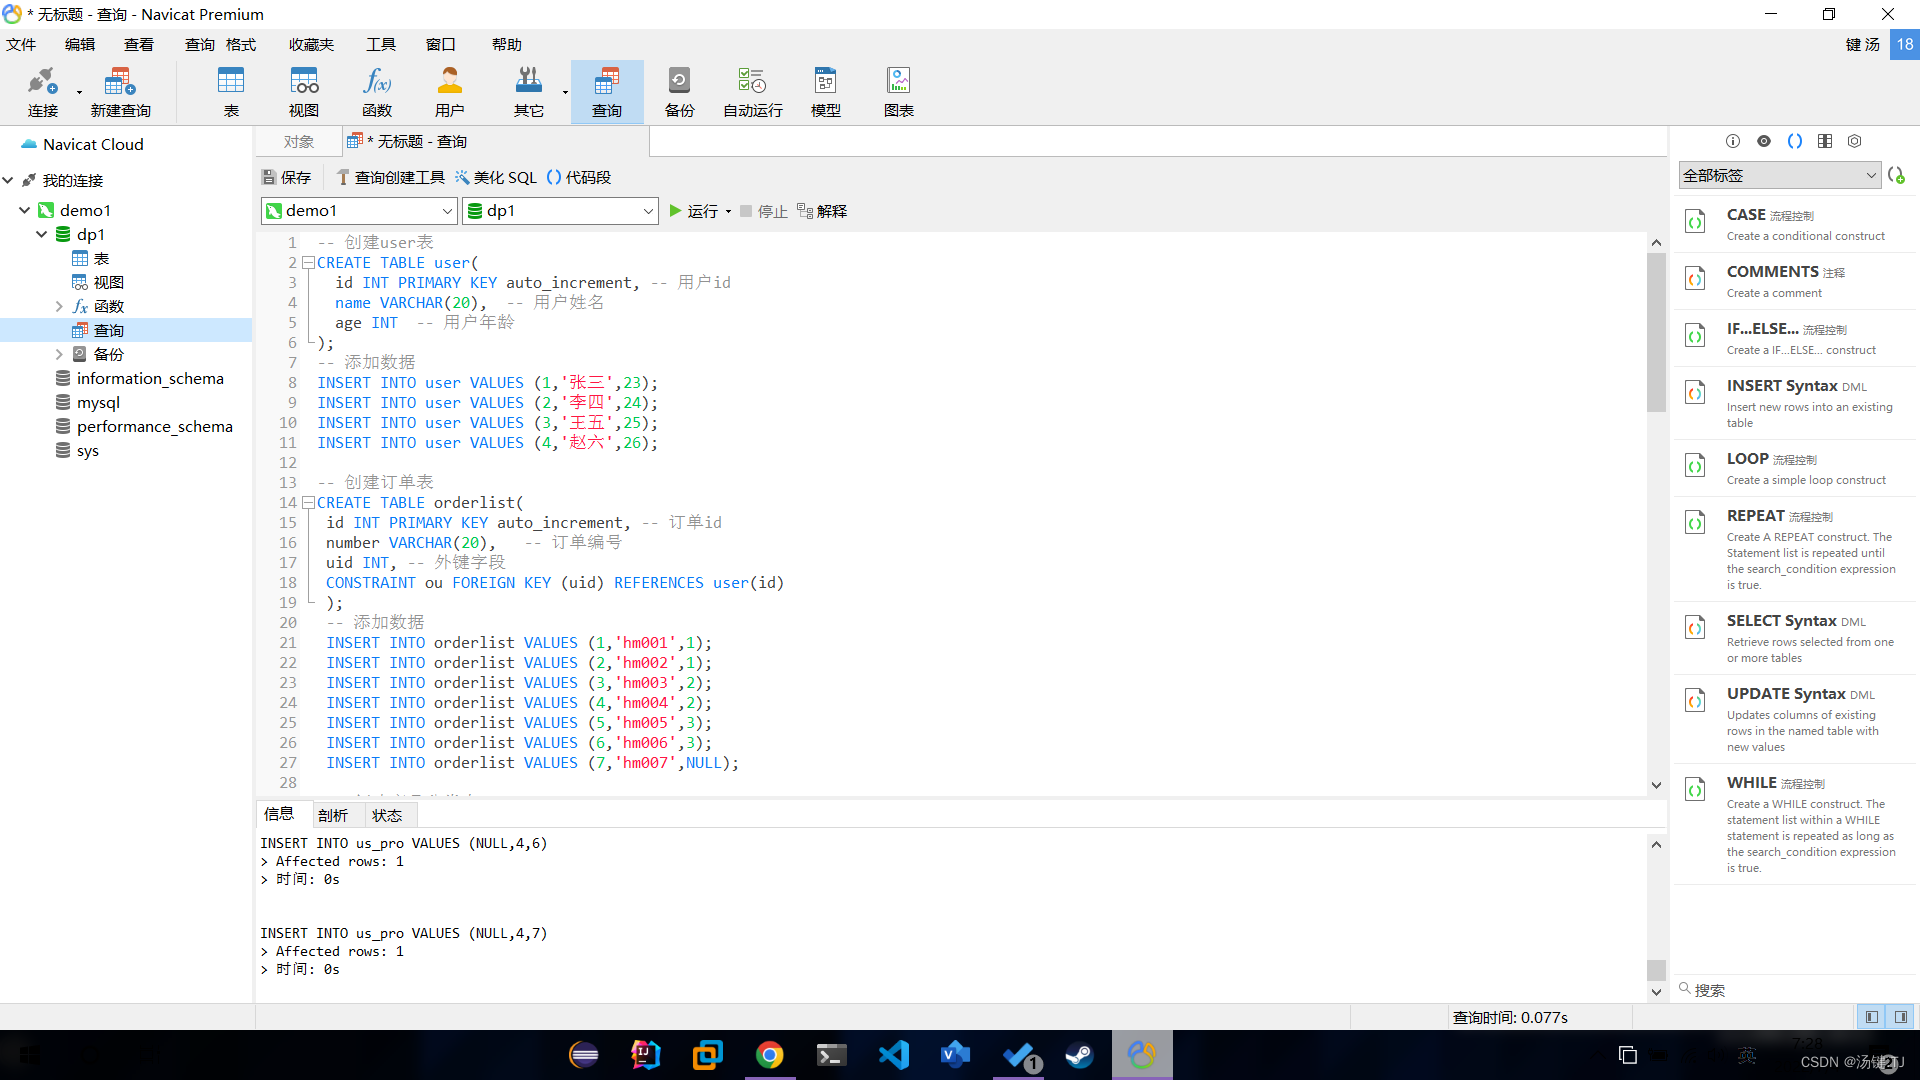 * 无标题 - 查询 - Navicat Premium
文件 编辑 查看 查询 格式 收藏夹 工具 窗口 帮助 键 汤 18
连接 新建查询 表 视图 函数 用户 其它 查询 备份 自动运行 模型 图表
Navicat Cloud
我的连接
demo1
dp1
表
视图
函数
查询
备份
information_schema
mysql
performance_schema
sys
对象 * 无标题 - 查询
保存 查询创建工具 美化 SQL 代码段
demo1 dp1 运行 停止 解释
1 -- 创建user表
2 CREATE TABLE user(
3 id INT PRIMARY KEY auto_increment, -- 用户id
4 name VARCHAR(20), -- 用户姓名
5 age INT -- 用户年龄
6 );
7 -- 添加数据
8 INSERT INTO user VALUES (1,'张三',23);
9 INSERT INTO user VALUES (2,'李四',24);
10 INSERT INTO user VALUES (3,'王五',25);
11 INSERT INTO user VALUES (4,'赵六',26);
12
13 -- 创建订单表
14 CREATE TABLE orderlist(
15 id INT PRIMARY KEY auto_increment, -- 订单id
16 number VARCHAR(20), -- 订单编号
17 uid INT, -- 外键字段
18 CONSTRAINT ou FOREIGN KEY (uid) REFERENCES user(id)
19 );
20 -- 添加数据
21 INSERT INTO orderlist VALUES (1,'hm001',1);
22 INSERT INTO orderlist VALUES (2,'hm002',1);
23 INSERT INTO orderlist VALUES (3,'hm003',2);
24 INSERT INTO orderlist VALUES (4,'hm004',2);
25 INSERT INTO orderlist VALUES (5,'hm005',3);
26 INSERT INTO orderlist VALUES (6,'hm006',3);
27 INSERT INTO orderlist VALUES (7,'hm007',NULL);
28
信息 剖析 状态
INSERT INTO us_pro VALUES (NULL,4,6)
> Affected rows: 1
> 时间: 0s
INSERT INTO us_pro VALUES (NULL,4,7)
> Affected rows: 1
> 时间: 0s
全部标签
CASE 流程控制
Create a conditional construct
COMMENTS 注释
Create a comment
IF...ELSE... 流程控制
Create a IF...ELSE... construct
INSERT Syntax DML
Insert new rows into an existing
table
LOOP 流程控制
Create a simple loop construct
REPEAT 流程控制
Create A REPEAT construct. The
Statement list is repeated until
the search_condition expression
is true.
SELECT Syntax DML
Retrieve rows selected from one
or more tables
UPDATE Syntax DML
Updates columns of existing
rows in the named table with
new values
WHILE 流程控制
Create a WHILE construct. The
statement list within a WHILE
statement is repeated as long as
the search_condition expression
is true.
搜索
查询时间: 0.077s
英
7:28
CSDN @汤键.TJ